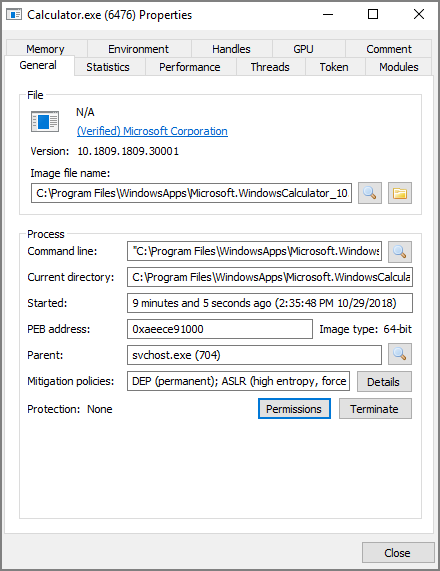 Calculator.exe (6476) Properties
Memory Environment Handles GPU Comment
General Statistics Performance Threads Token Modules
File
N/A
(Verified) Microsoft Corporation
Version: 10.1809.1809.30001
Image file name:
C:\Program Files\WindowsApps\Microsoft.WindowsCalculator_10
Process
Command line: "C:\Program Files\WindowsApps\Microsoft.Windows
Current directory: C:\Program Files\WindowsApps\Microsoft.WindowsCalcula
Started: 9 minutes and 5 seconds ago (2:35:48 PM 10/29/2018)
PEB address: 0xaeece91000 Image type: 64-bit
Parent: svchost.exe (704)
Mitigation policies: DEP (permanent); ASLR (high entropy, force Details
Protection: None Permissions Terminate
Close